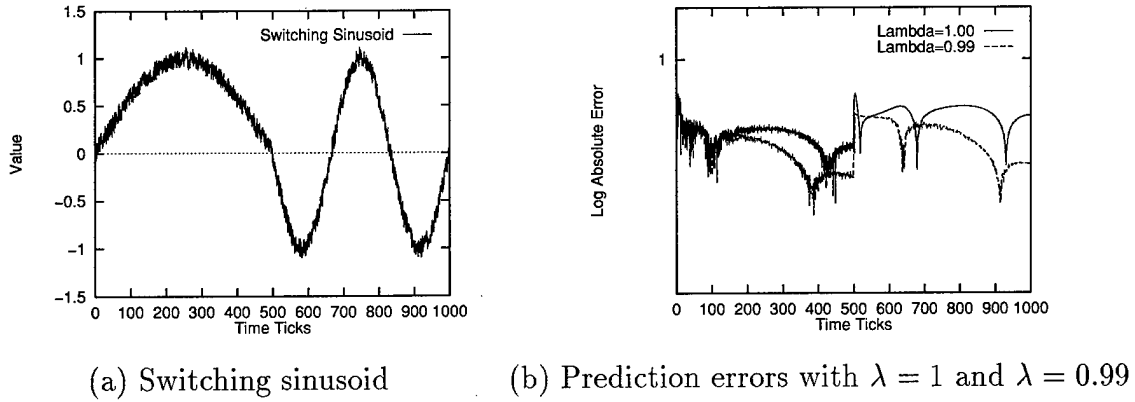 1.5
1
0.5
0
−0.5
−1
−1.5
Value
Switching Sinusoid
0 100 200 300 400 500 600 700 800 900 1000
Time Ticks
(a) Switching sinusoid
1
Log Absolute Error
Lambda=1.00
Lambda=0.99
0 100 200 300 400 500 600 700 800 900 1000
Time Ticks
(b) Prediction errors with λ = 1 and λ = 0.99